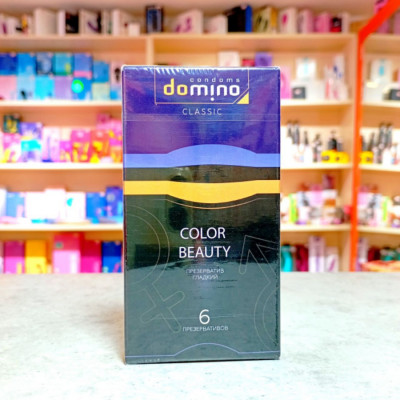 condoms
domino
CLASSIC
COLOR
BEAUTY
ПРЕЗЕРВАТИВ
ГЛАДКИЙ
6
ПРЕЗЕРВАТИВОВ